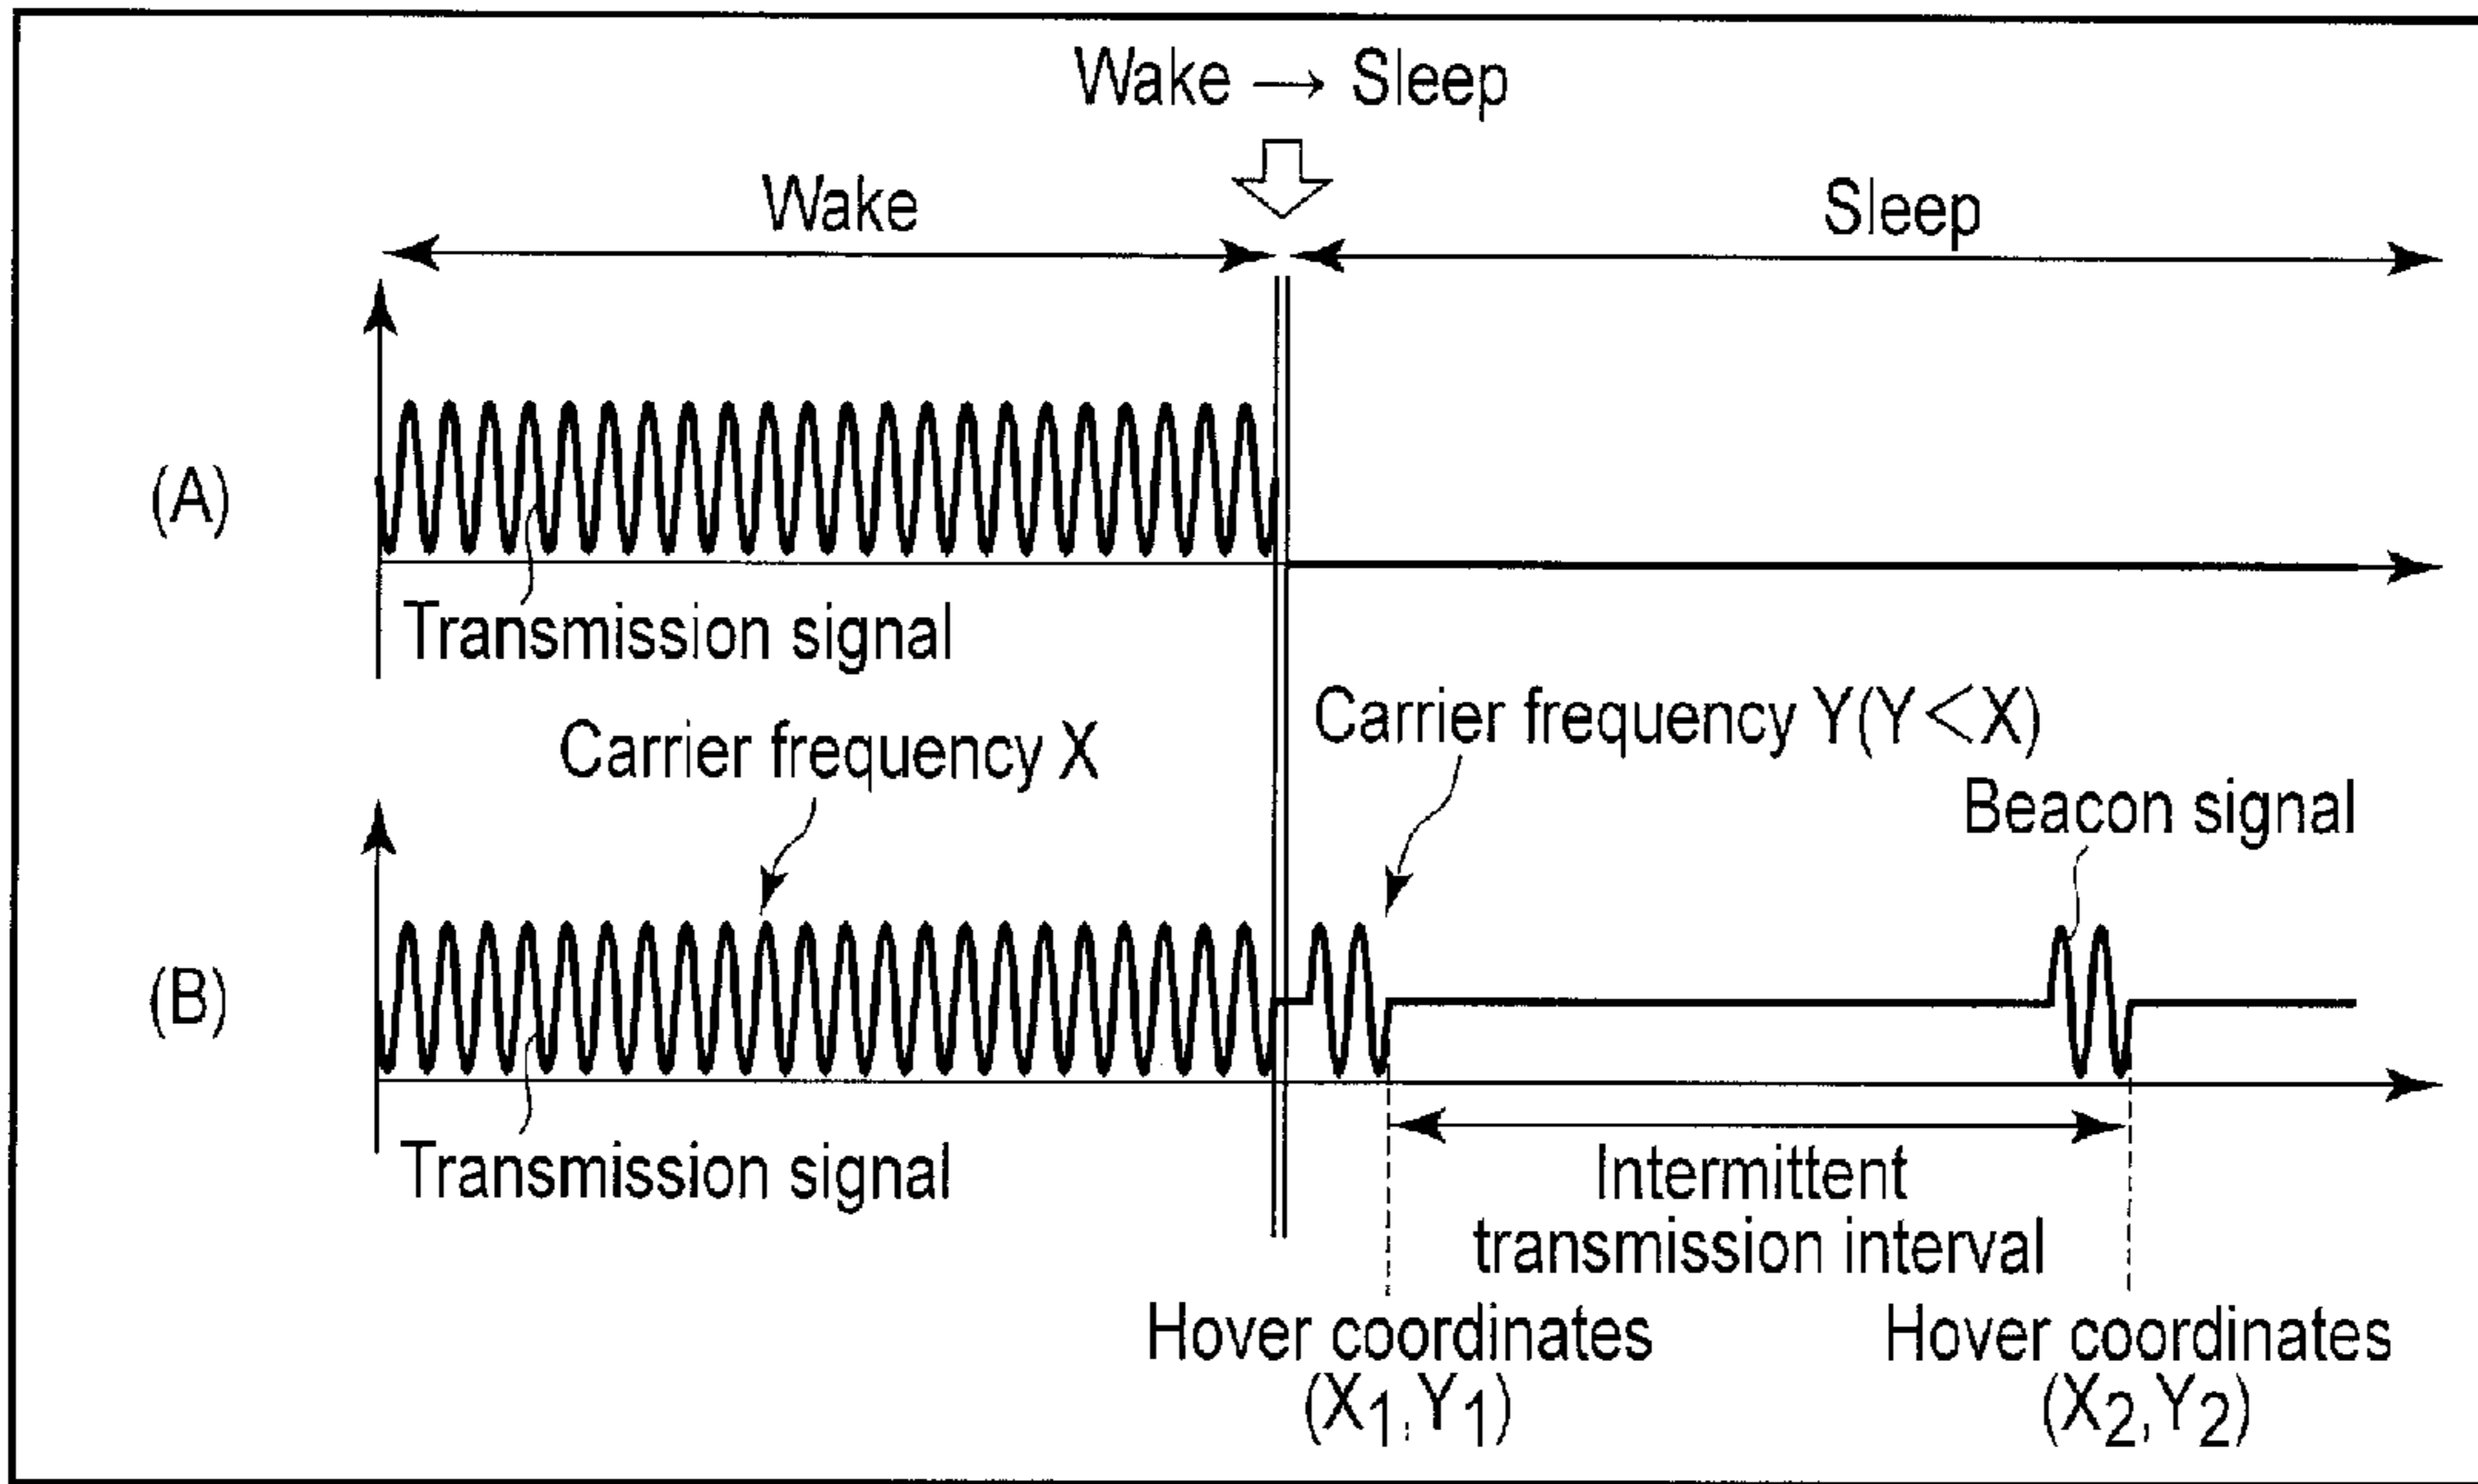 Wake → Sleep
Wake
Sleep
(A)
Transmission signal
Carrier frequency X
Carrier frequency Y(Y<X)
Beacon signal
(B)
Transmission signal
Intermittent
transmission interval
Hover coordinates
(X1,Y1)
Hover coordinates
(X2,Y2)